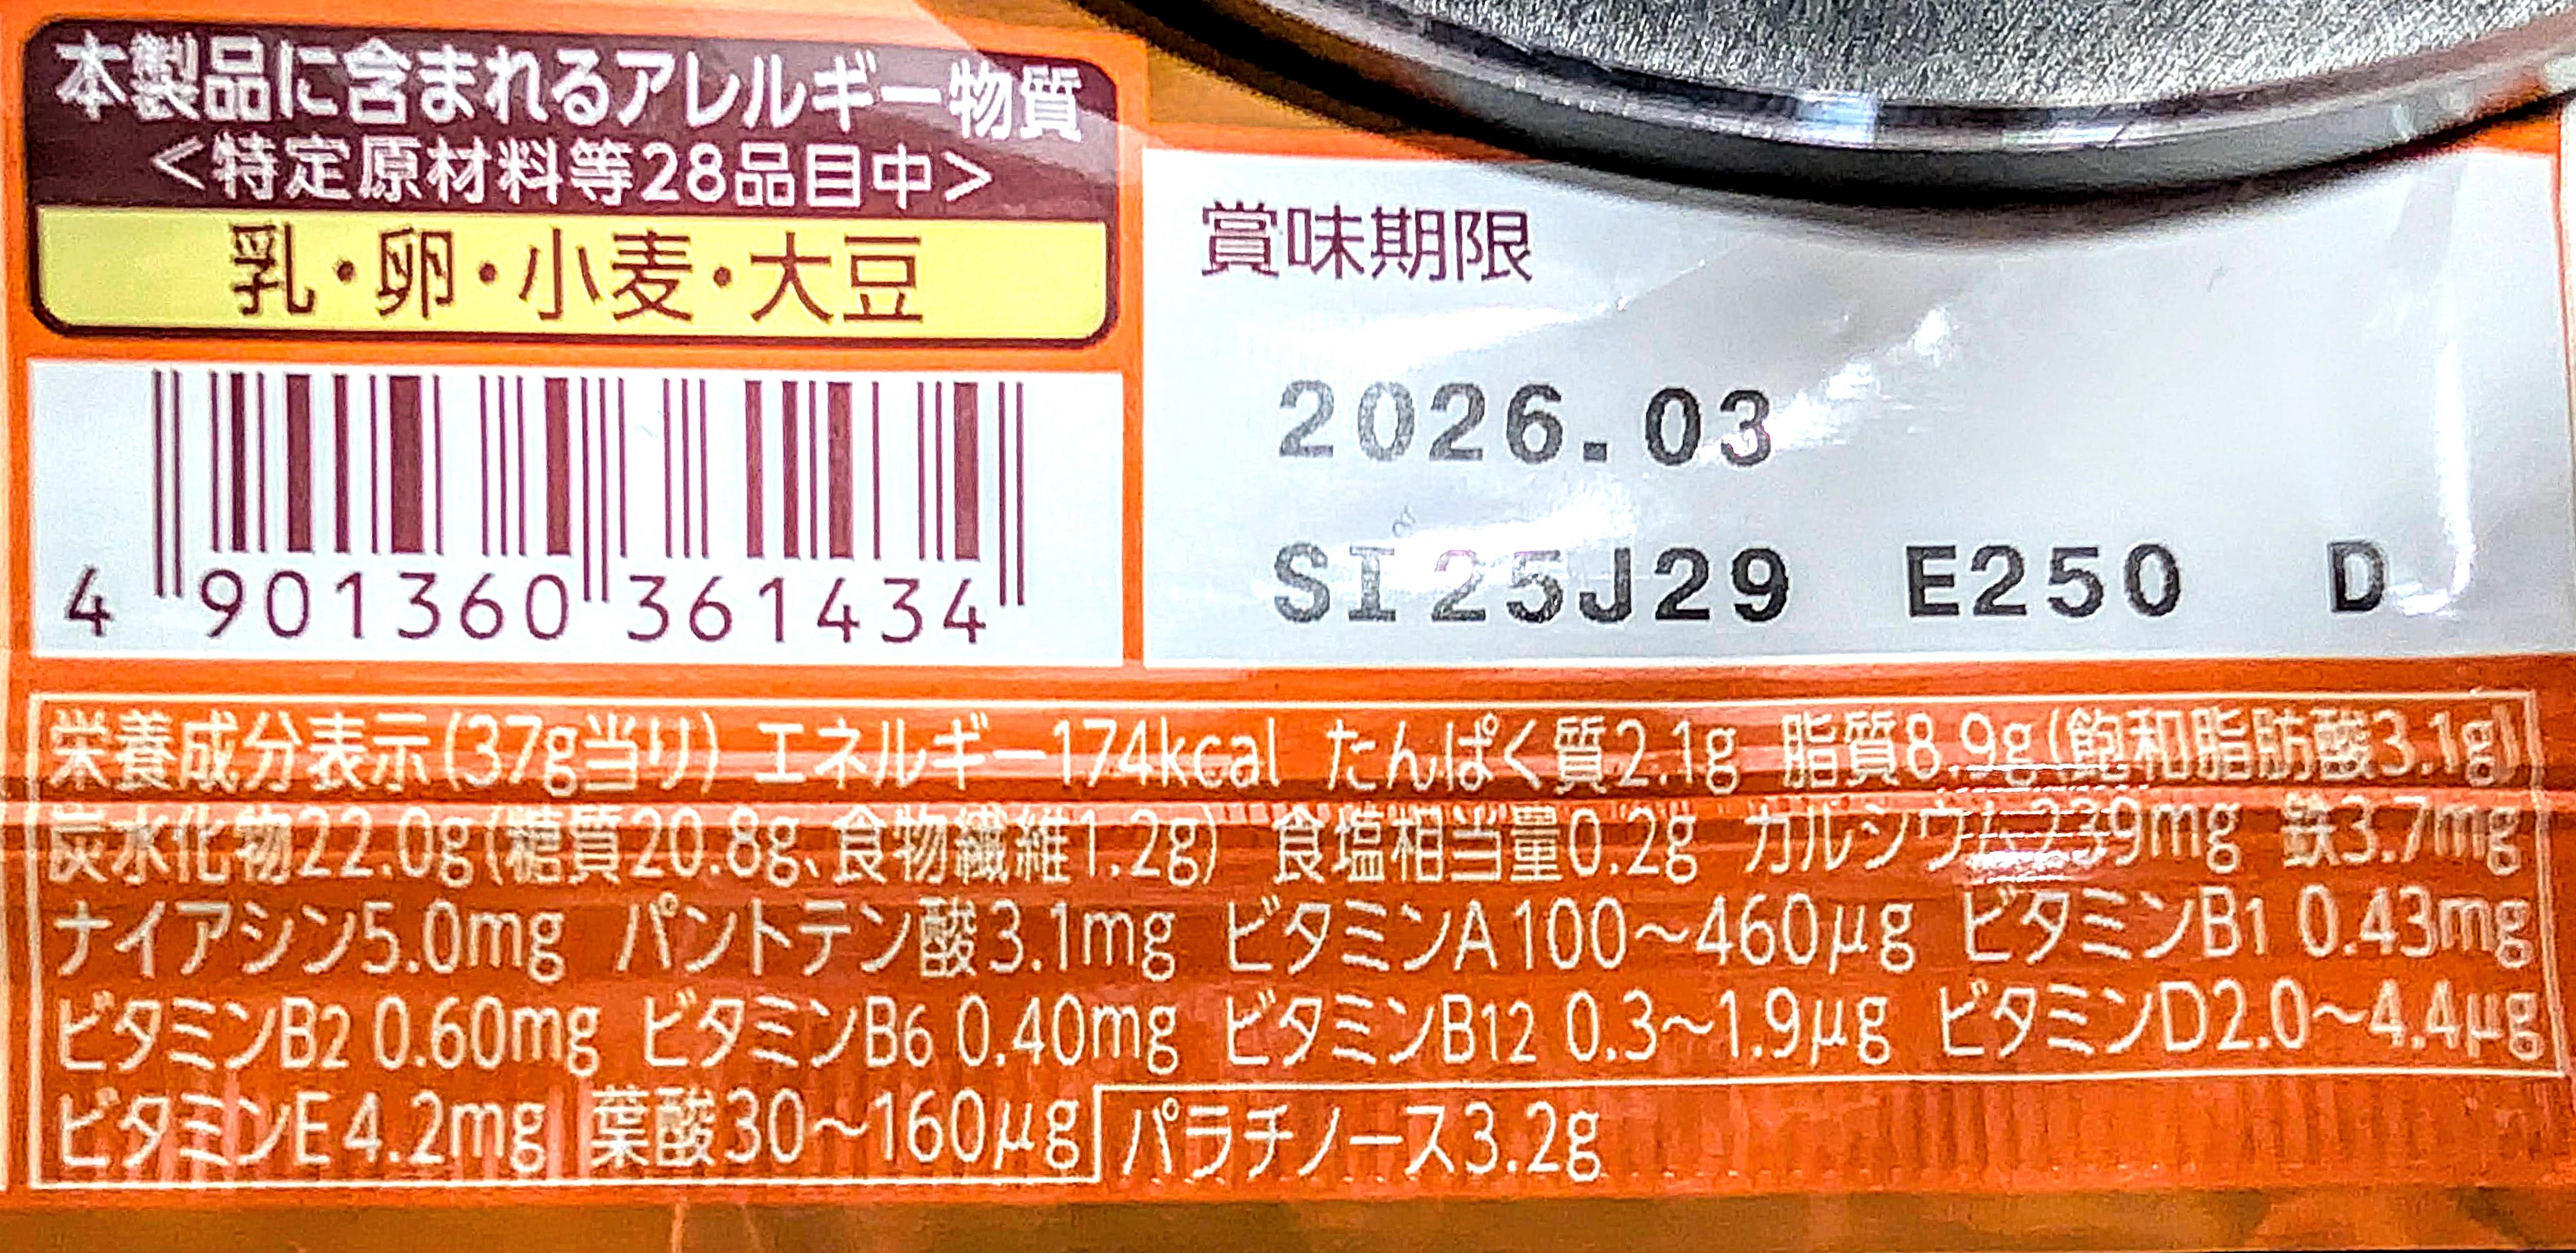 本製品に含まれるアレルギー物質
<特定原材料等28品目中>
乳・卵・小麦・大豆
4 901360 361434
賞味期限
2026.03
SI25J29 E250 D
栄養成分表示(37g当り) エネルギー174kcal たんぱく質2.1g 脂質8.9g(飽和脂肪酸3.1g)
炭水化物22.0g(糖質20.8g、食物繊維1.2g) 食塩相当量0.2g カルシウム239mg 鉄3.7mg
ナイアシン5.0mg パントテン酸3.1mg ビタミンA100~460μg ビタミンB1 0.43mg
ビタミンB2 0.60mg ビタミンB6 0.40mg ビタミンB12 0.3~1.9μg ビタミンD2.0~4.4μg
ビタミンE4.2mg 葉酸30~160μg パラチノース3.2g